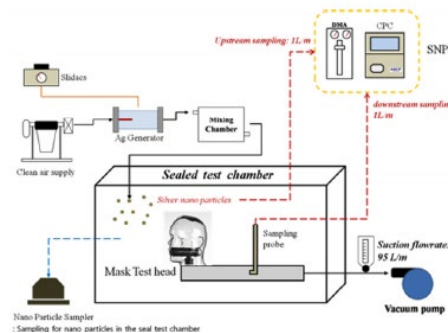 DMA
CPC
Upstream sampling: 1L m
SNP
Slidacs
downstream sampling
1L m
Mixing
Chamber
Ag Generator
Clean air supply
Sealed test chamber
Silver nano particles
Sampling
probe
Suction flowrate:
95 L/m
Mask Test head
Vacuum pump
Nano Particle Sampler
: Sampling for nano particles in the seal test chamber